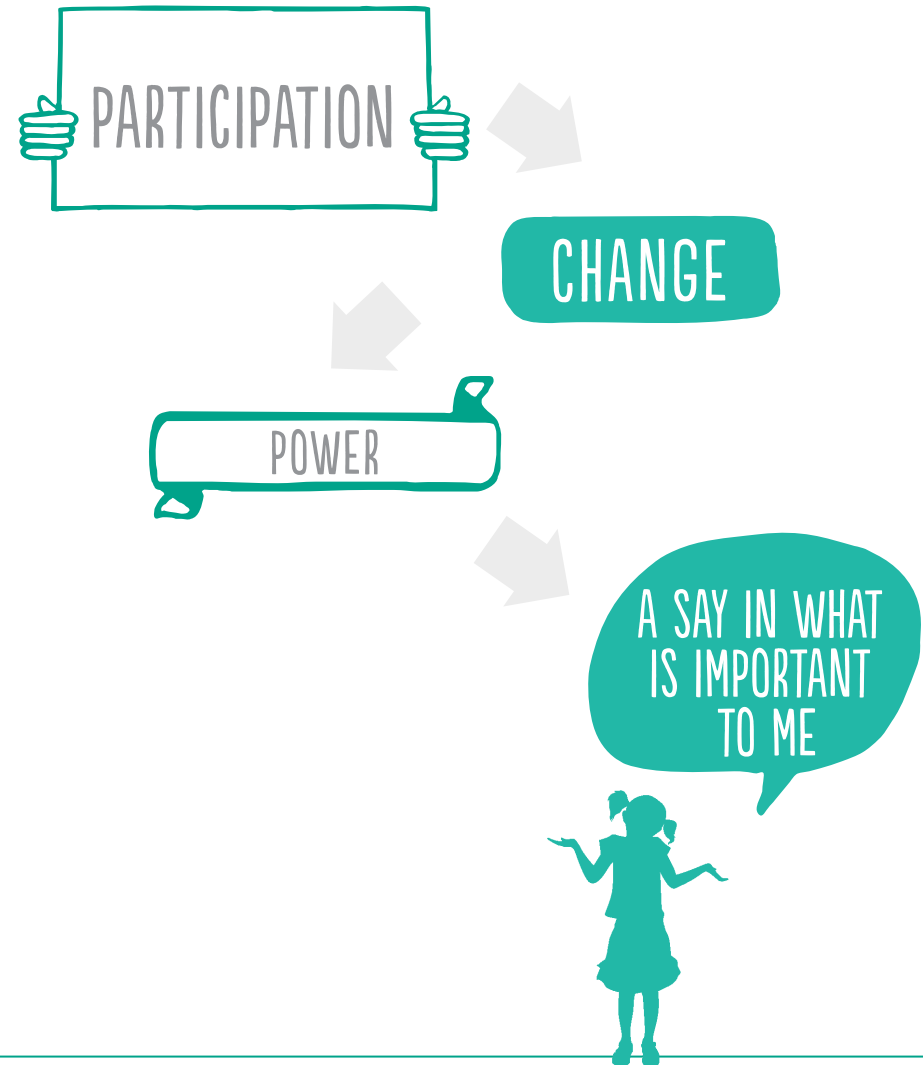 PARTICIPATION
CHANGE
POWER
A SAY IN WHAT
IS IMPORTANT
TO ME